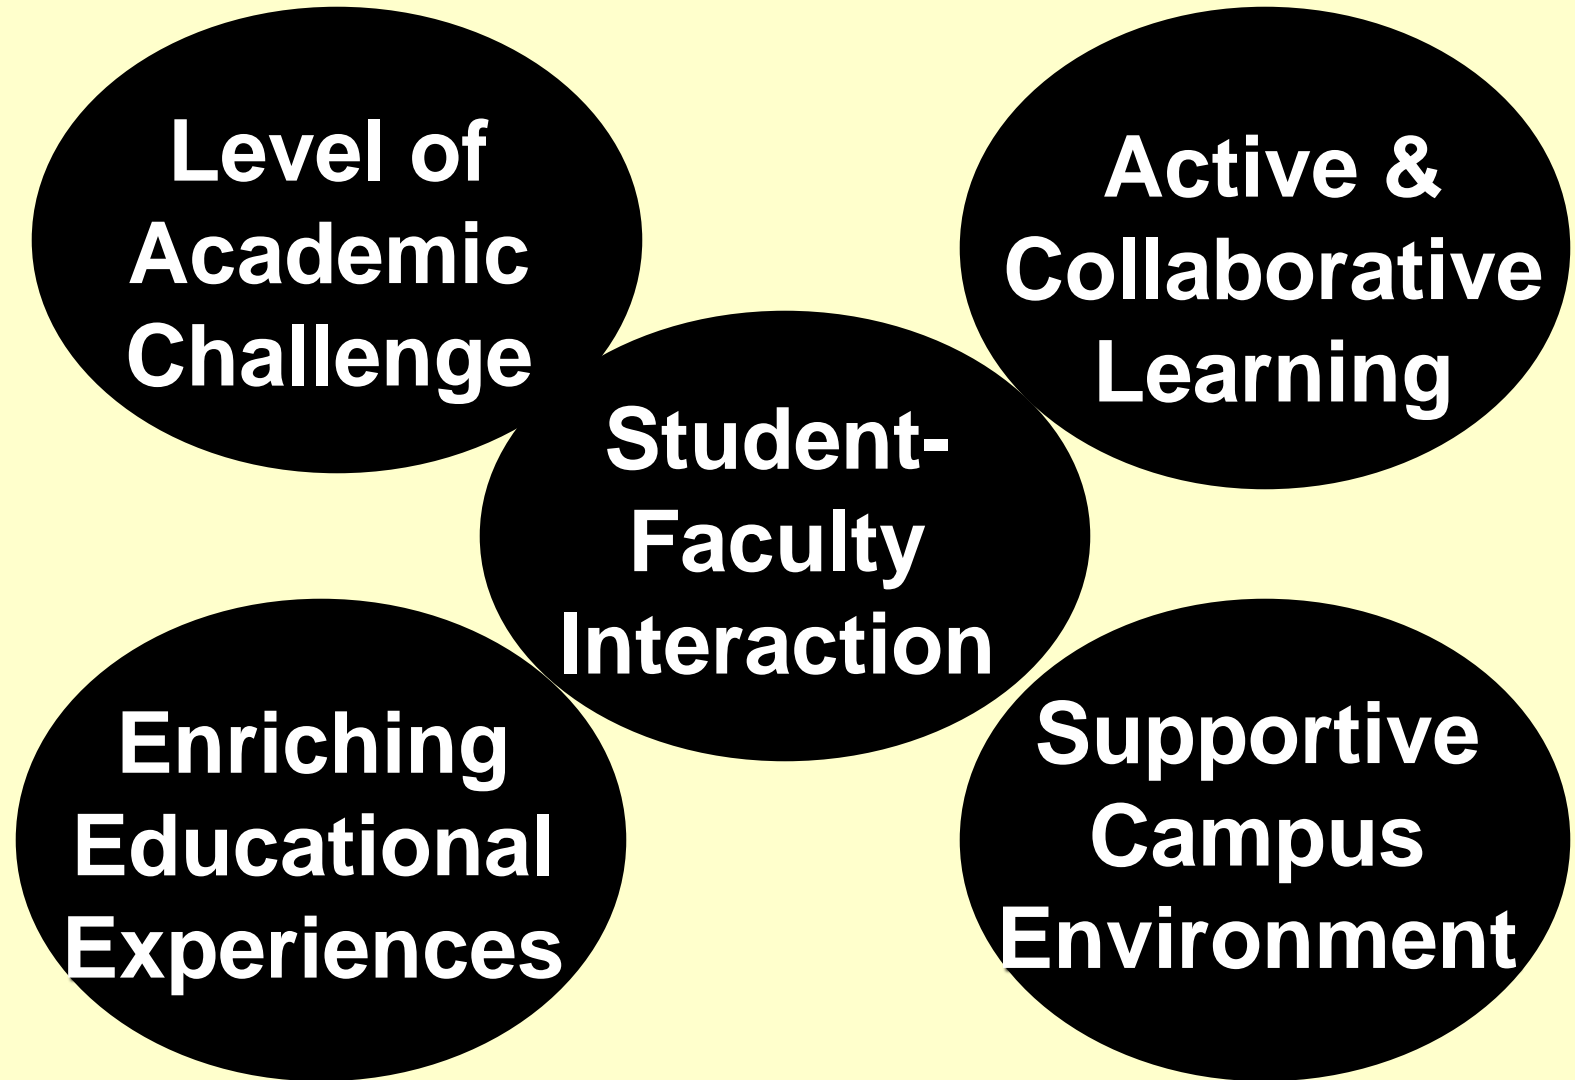 Level of
Academic
Challenge
Active &
Collaborative
Learning
Student-
Faculty
Interaction
Enriching
Educational
Experiences
Supportive
Campus
Environment